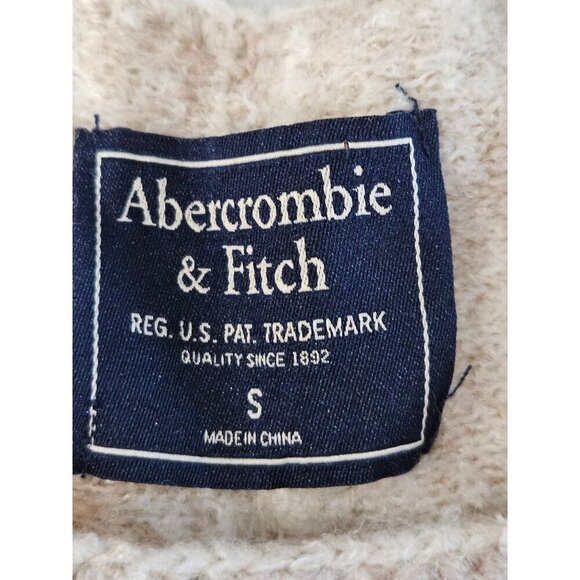 Abercrombie
& Fitch
REG. U.S. PAT. TRADEMARK
QUALITY SINCE 1892
S
MADE IN CHINA